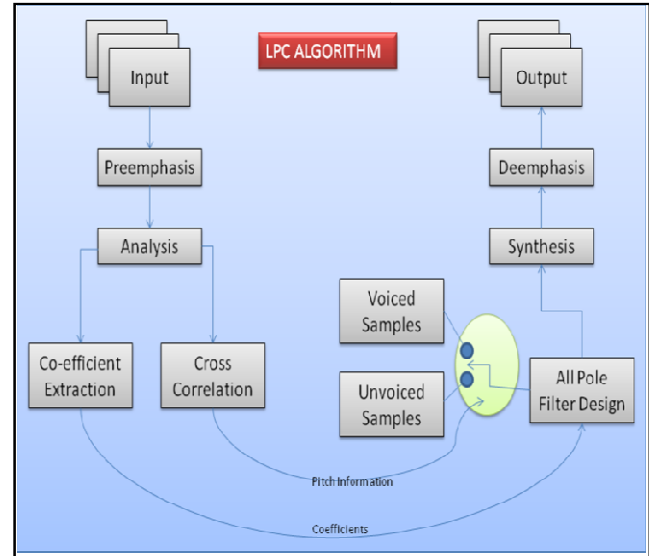 LPC ALGORITHM
Input
Output
Preemphasis
Deemphasis
Analysis
Synthesis
Voiced
Samples
Co-efficient
Extraction
Cross
Correlation
Unvoiced
Samples
All Pole
Filter Design
Pitch Information
Coefficients